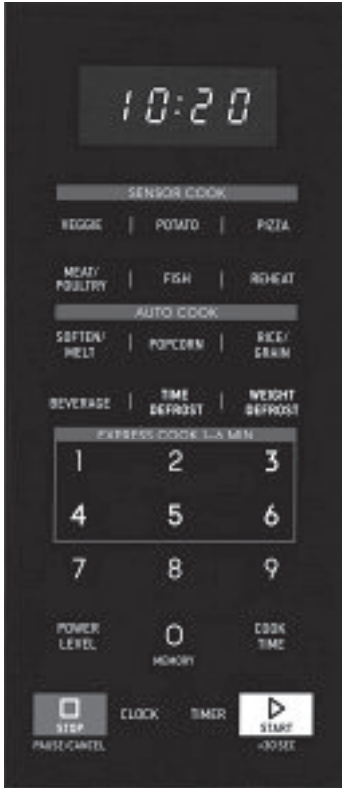 10:20
SENSOR COOK
VEGGIE | POTATO | PIZZA
MEAT/
POULTRY | FISH | REHEAT
AUTO COOK
SOFTEN/
MELT | POPCORN | RICE/
GRAIN
BEVERAGE | TIME
DEFROST | WEIGHT
DEFROST
EXPRESS COOK 1-6 MIN
1 2 3
4 5 6
7 8 9
POWER
LEVEL 0
MEMORY COOK
TIME
STOP CLOCK TIMER START
PAUSE/CANCEL +30 SEC